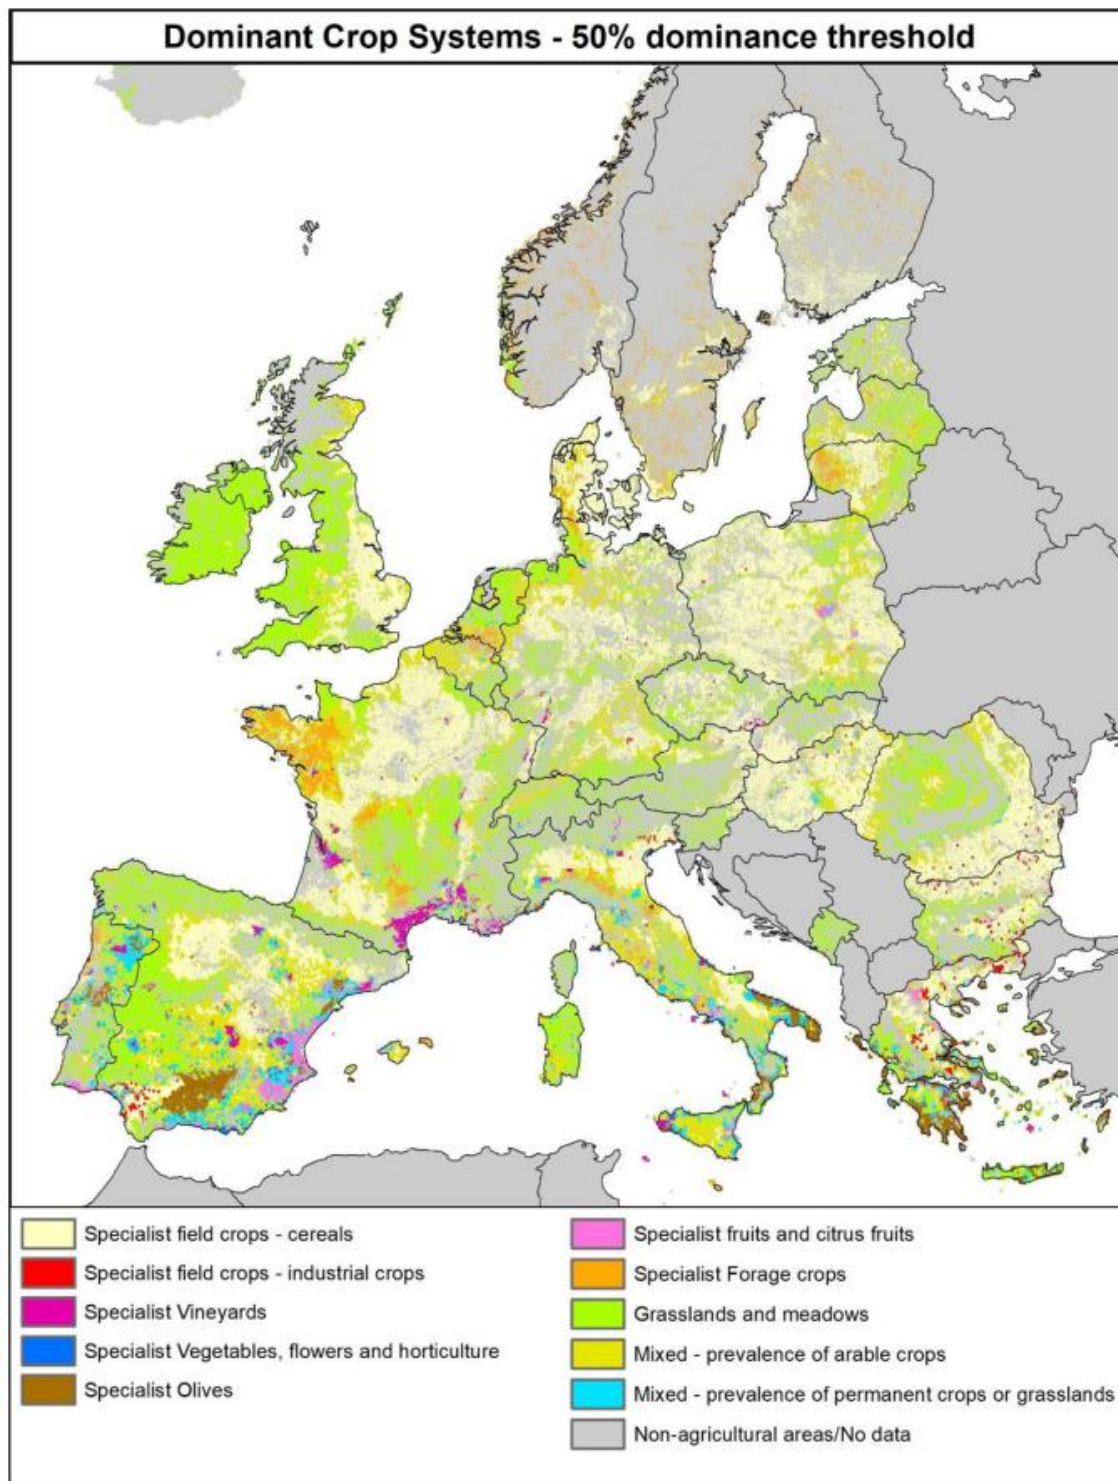 Dominant Crop Systems - 50% dominance threshold
Specialist field crops - cereals
Specialist field crops - industrial crops
Specialist Vineyards
Specialist Vegetables, flowers and horticulture
Specialist Olives
Specialist fruits and citrus fruits
Specialist Forage crops
Grasslands and meadows
Mixed - prevalence of arable crops
Mixed - prevalence of permanent crops or grasslands
Non-agricultural areas/No data